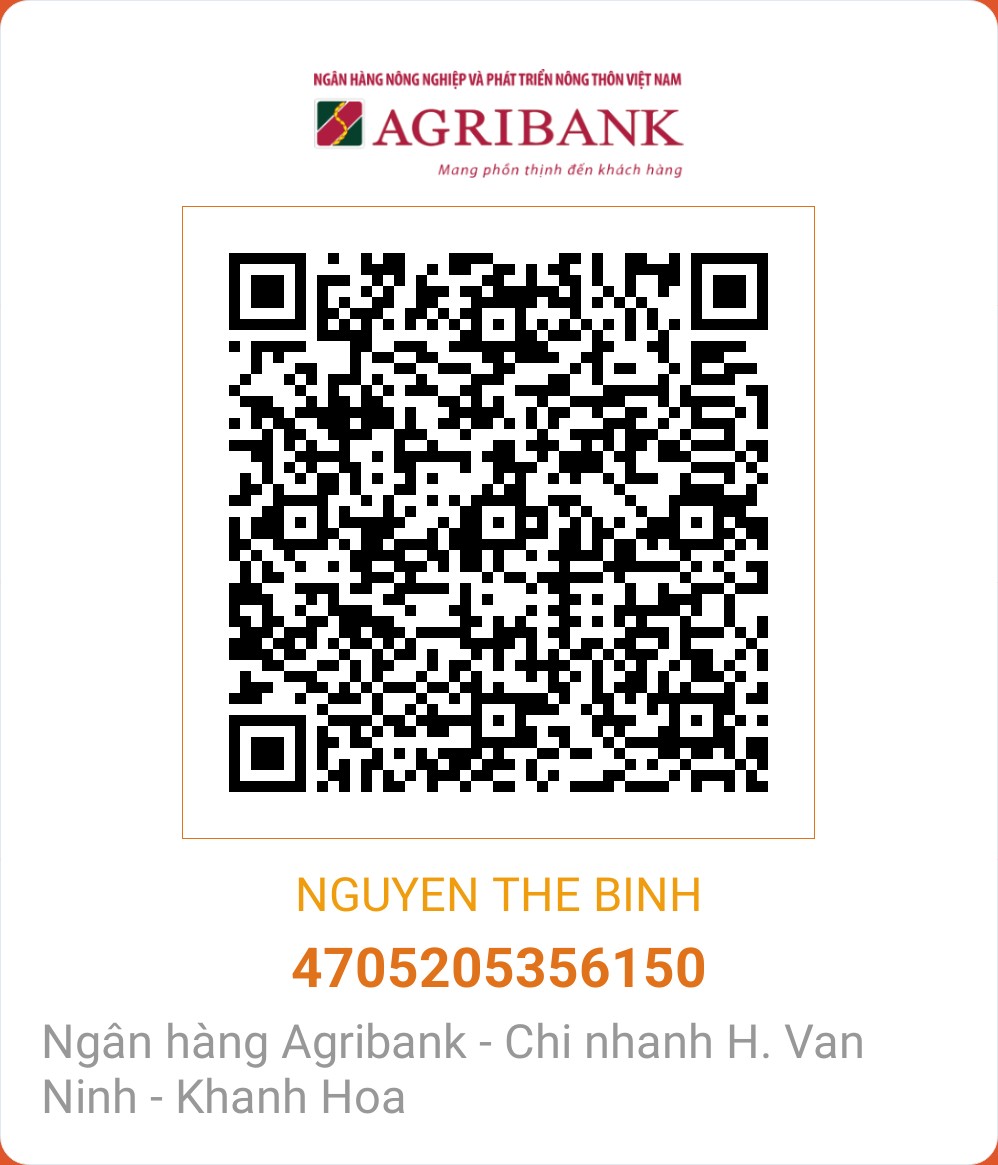 NGÂN HÀNG NÔNG NGHIỆP VÀ PHÁT TRIỂN NÔNG THÔN VIỆT NAM
AGRIBANK
Mang phồn thịnh đến khách hàng
NGUYEN THE BINH
4705205356150
Ngân hàng Agribank - Chi nhanh H. Van
Ninh - Khanh Hoa